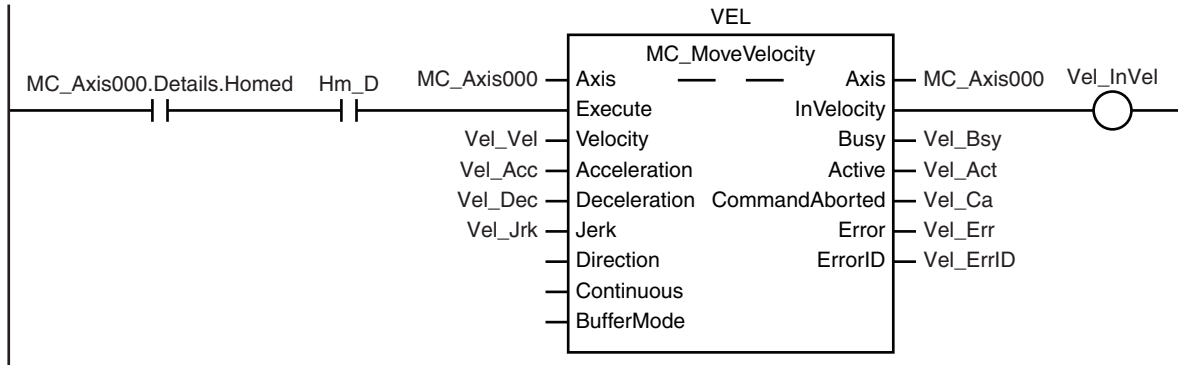 VEL
MC_MoveVelocity
MC_Axis000.Details.Homed Hm_D MC_Axis000 Axis Axis MC_Axis000 Vel_InVel
Execute InVelocity
Vel_Vel Velocity Busy Vel_Bsy
Vel_Acc Acceleration Active Vel_Act
Vel_Dec Deceleration CommandAborted Vel_Ca
Vel_Jrk Jerk Error Vel_Err
Direction ErrorID Vel_ErrID
Continuous
BufferMode